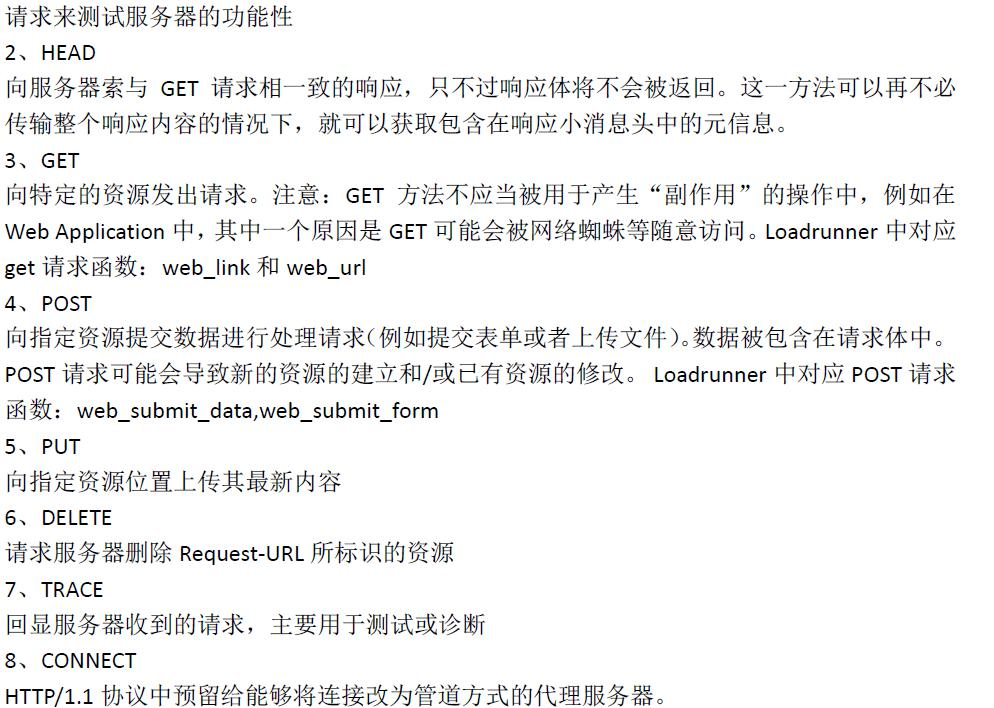 请求来测试服务器的功能性
2、HEAD
向服务器索与 GET 请求相一致的响应，只不过响应体将不会被返回。这一方法可以再不必
传输整个响应内容的情况下，就可以获取包含在响应小消息头中的元信息。
3、GET
向特定的资源发出请求。注意：GET 方法不应当被用于产生“副作用”的操作中，例如在
Web Application 中，其中一个原因是 GET 可能会被网络蜘蛛等随意访问。Loadrunner 中对应
get 请求函数：web_link 和 web_url
4、POST
向指定资源提交数据进行处理请求（例如提交表单或者上传文件）。数据被包含在请求体中。
POST 请求可能会导致新的资源的建立和/或已有资源的修改。 Loadrunner 中对应 POST 请求
函数：web_submit_data,web_submit_form
5、PUT
向指定资源位置上传其最新内容
6、DELETE
请求服务器删除 Request-URL 所标识的资源
7、TRACE
回显服务器收到的请求，主要用于测试或诊断
8、CONNECT
HTTP/1.1 协议中预留给能够将连接改为管道方式的代理服务器。